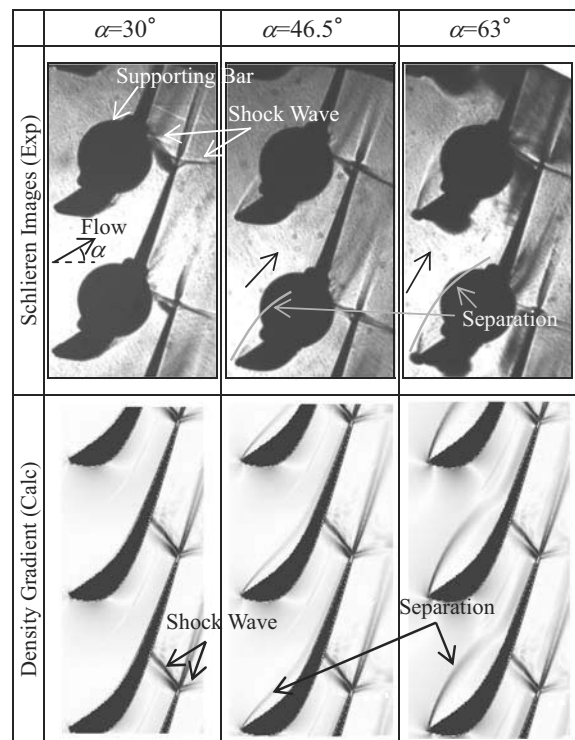 α=30° α=46.5° α=63°
Schlieren Images (Exp)
Supporting Bar
Shock Wave
Flow
α
Separation
Density Gradient (Calc)
Shock Wave
Separation